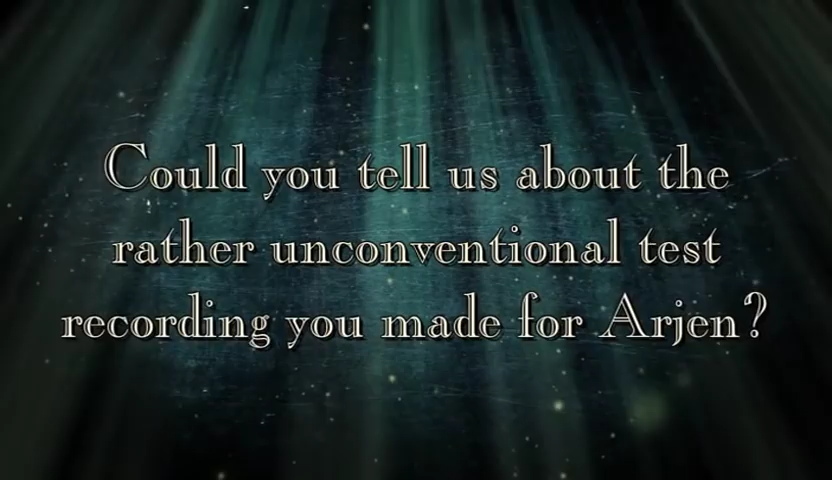 Could you tell us about the
rather unconventional test
recording you made for Arjen?